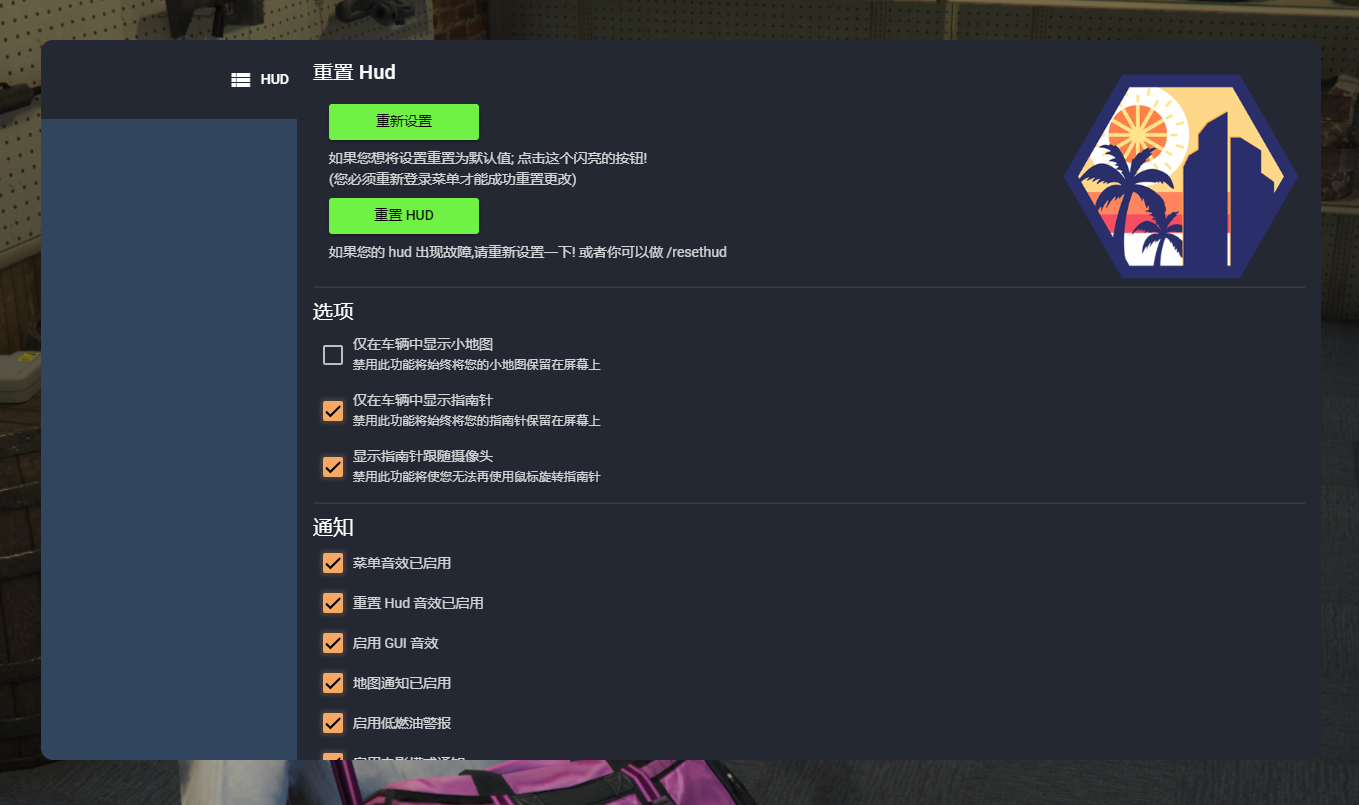 HUD
重置 Hud
重新设置
如果您想将设置重置为默认值; 点击这个闪亮的按钮!
(您必须重新登录菜单才能成功重置更改)
重置 HUD
如果您的 hud 出现故障,请重新设置一下! 或者你可以做 /resethud
选项
仅在车辆中显示小地图
禁用此功能将始终将您的小地图保留在屏幕上
仅在车辆中显示指南针
禁用此功能将始终将您的指南针保留在屏幕上
显示指南针跟随摄像头
禁用此功能将使您无法再使用鼠标旋转指南针
通知
菜单音效已启用
重置 Hud 音效已启用
启用 GUI 音效
地图通知已启用
启用低燃油警报